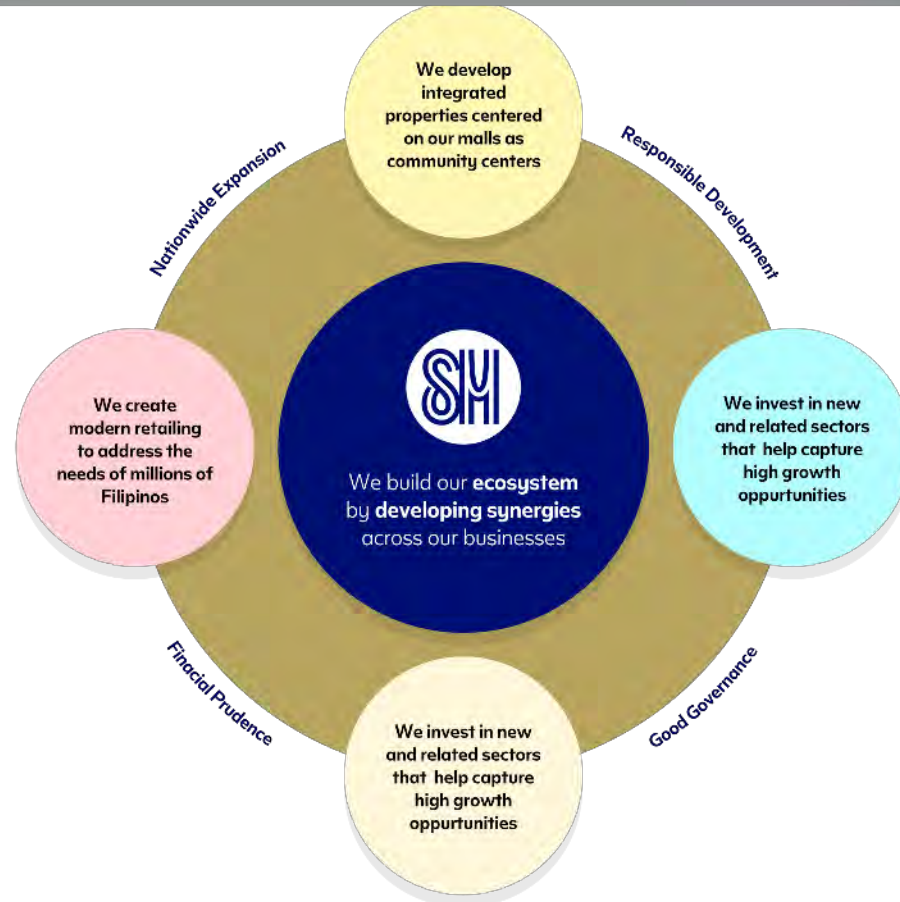 We develop
integrated
properties centered
on our malls as
community centers
Nationwide Expansion
Responsible Development
We create
modern retailing
to address the
needs of millions of
Filipinos
SM
We build our ecosystem
by developing synergies
across our businesses
We invest in new
and related sectors
that help capture
high growth
oppurtunities
Finacial Prudence
Good Governance
We invest in new
and related sectors
that help capture
high growth
oppurtunities